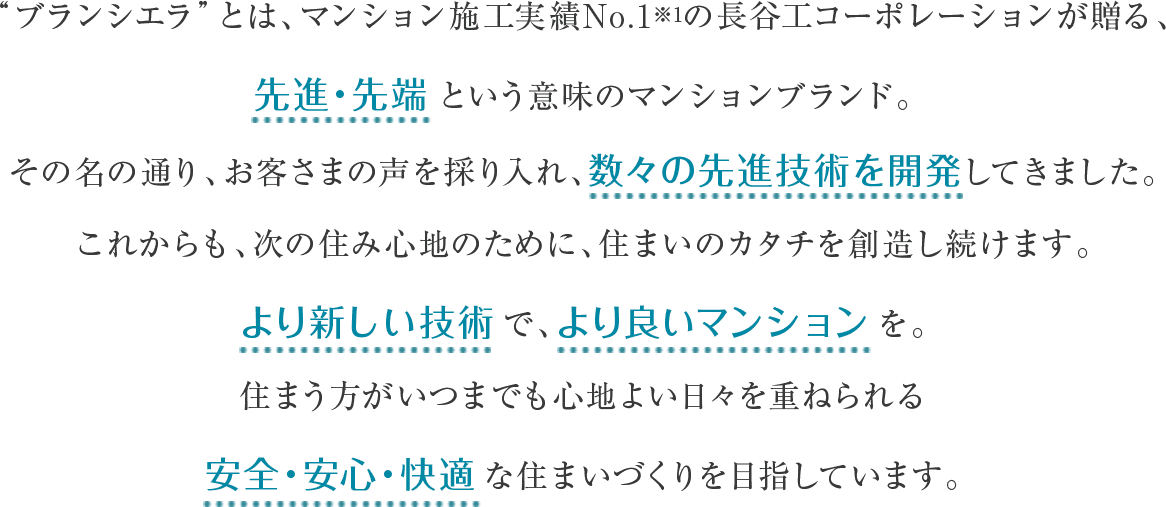 “ブランシエラ”とは、マンション施工実績No.1※1の長谷工コーポレーションが贈る、
先進・先端 という意味のマンションブランド。
その名の通り、お客さまの声を採り入れ、数々の先進技術を開発してきました。
これからも、次の住み心地のために、住まいのカタチを創造し続けます。
より新しい技術 で、より良いマンション を。
住まう方がいつまでも心地よい日々を重ねられる
安全・安心・快適 な住まいづくりを目指しています。